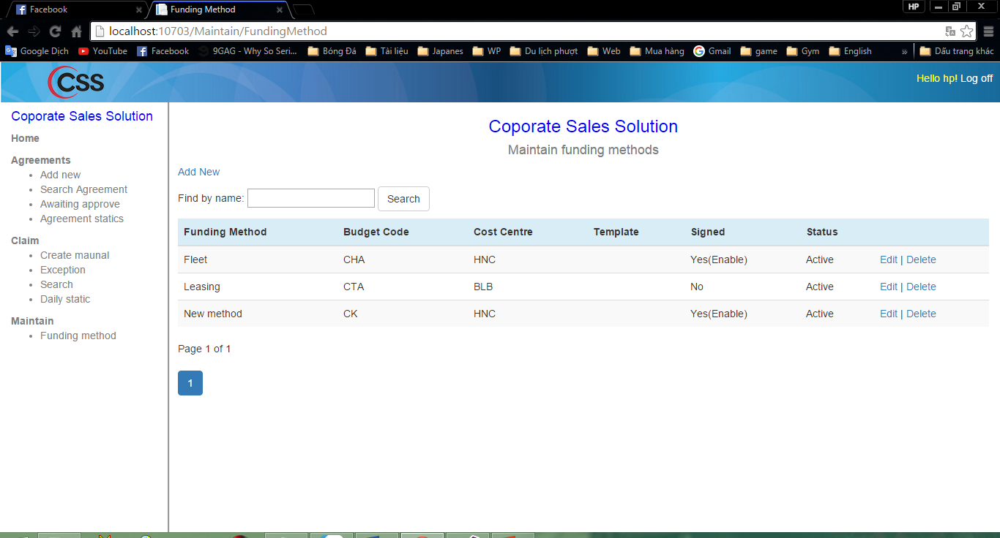 Facebook
Funding Method
HP
localhost:10703/Maintain/FundingMethod
Google Dịch YouTube Facebook 9GAG - Why So Seri... Bóng Đá Tài liệu Japanes WP Du lịch phượt Web Mua hàng Gmail game Gym English » Dấu trang khác
CSS
Hello hp! Log off
Coporate Sales Solution
Home
Agreements
Add new
Search Agreement
Awaiting approve
Agreement statics
Claim
Create maunal
Exception
Search
Daily static
Maintain
Funding method
Coporate Sales Solution
Maintain funding methods
Add New
Find by name: Search
Funding Method Budget Code Cost Centre Template Signed Status
Fleet CHA HNC Yes(Enable) Active Edit | Delete
Leasing CTA BLB No Active Edit | Delete
New method CK HNC Yes(Enable) Active Edit | Delete
Page 1 of 1
1